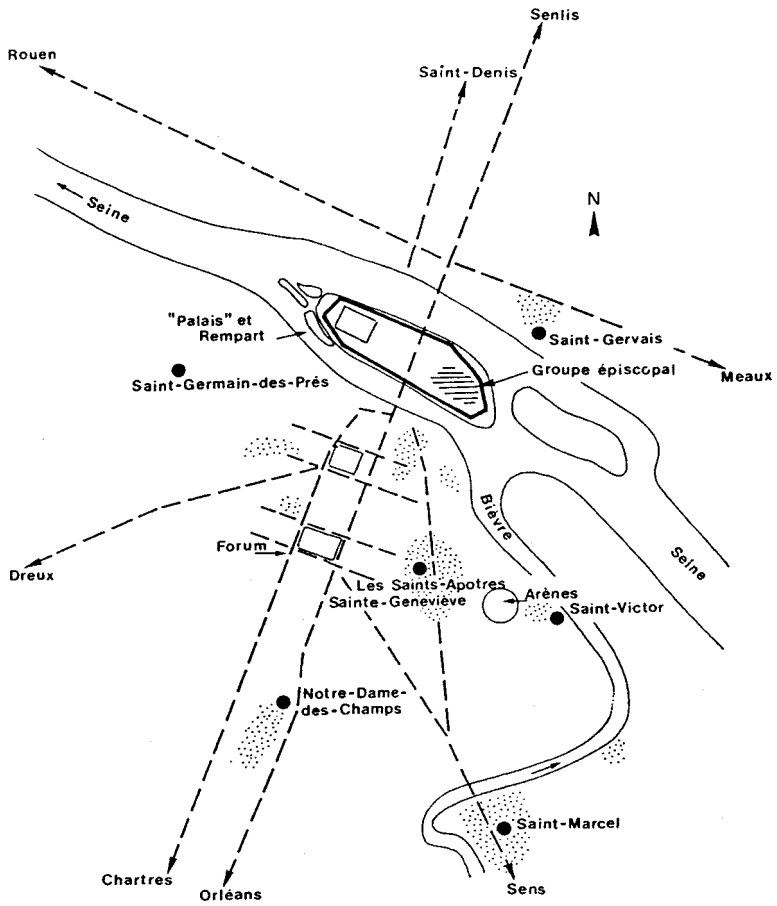 Senlis
Rouen
Saint-Denis
N
Seine
"Palais" et
Rempart
Saint-Gervais
Groupe épiscopal
Meaux
Saint-Germain-des-Prés
Bièvre
Seine
Forum
Dreux
Les Saints-Apotres
Sainte-Geneviève
Arènes
Saint-Victor
Notre-Dame-
des-Champs
Saint-Marcel
Chartres
Orléans
Sens